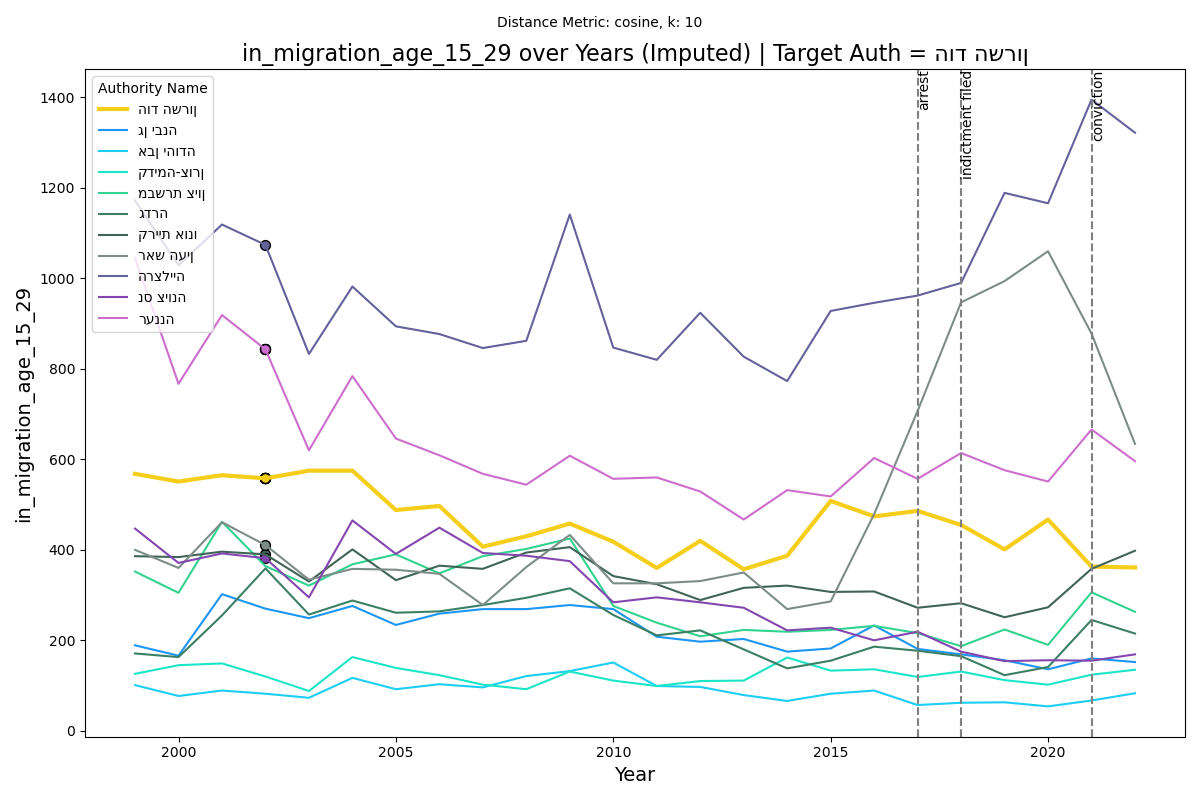 Distance Metric: cosine, k: 10
in_migration_age_15_29 over Years (Imputed) | Target Auth = הוד השרון
Authority Name
הוד השרון
גן יבנה
אבן יהודה
קדימה-צורן
מבשרת ציון
גדרה
קריית אונו
ראש העין
הרצלייה
נס ציונה
רעננה
arrest
indictment filed
conviction
in_migration_age_15_29
1400
1200
1000
800
600
400
200
0
2000
2005
2010
2015
2020
Year